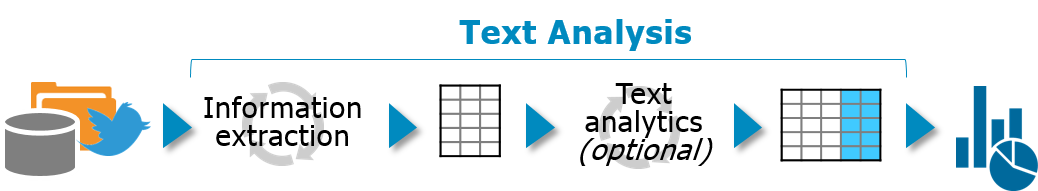 Text Analysis
Information
extraction
Text
analytics
(optional)